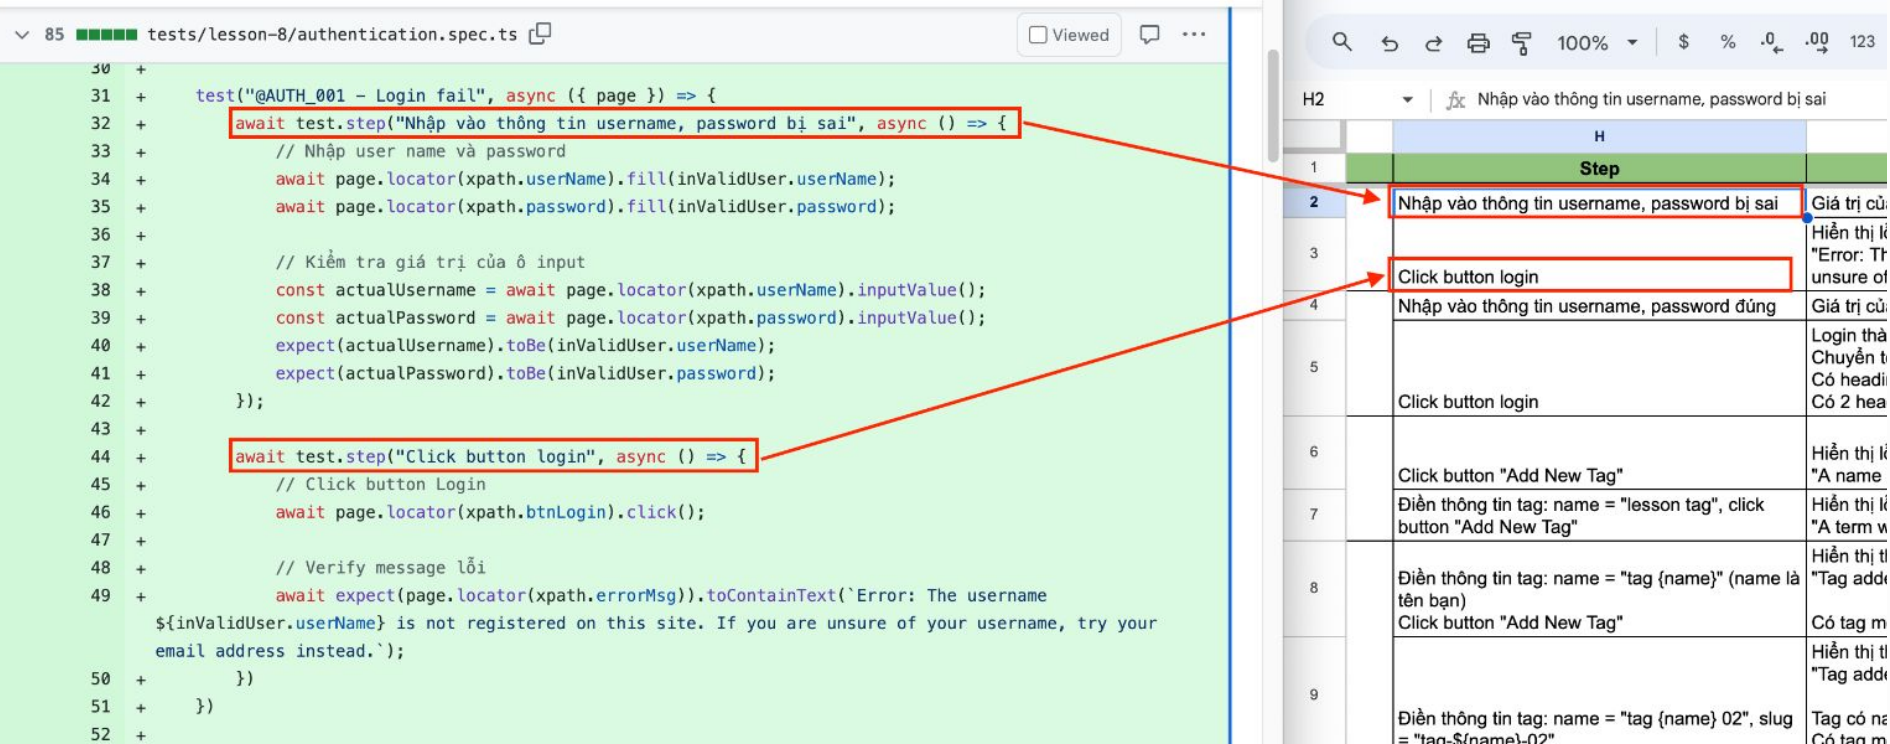 85 tests/lesson-8/authentication.spec.ts Viewed ...
30 +
31 + test("@AUTH_001 - Login fail", async ({ page }) => {
32 + await test.step("Nhập vào thông tin username, password bị sai", async () => {
33 + // Nhập user name và password
34 + await page.locator(xpath.userName).fill(inValidUser.userName);
35 + await page.locator(xpath.password).fill(inValidUser.password);
36 +
37 + // Kiểm tra giá trị của ô input
38 + const actualUsername = await page.locator(xpath.userName).inputValue();
39 + const actualPassword = await page.locator(xpath.password).inputValue();
40 + expect(actualUsername).toBe(inValidUser.userName);
41 + expect(actualPassword).toBe(inValidUser.password);
42 + });
43 +
44 + await test.step("Click button login", async () => {
45 + // Click button Login
46 + await page.locator(xpath.btnLogin).click();
47 +
48 + // Verify message lỗi
49 + await expect(page.locator(xpath.errorMsg)).toContainText(`Error: The username
${inValidUser.userName} is not registered on this site. If you are unsure of your username, try your
email address instead.`);
50 + })
51 + })
52 +
100% $ % .0 .00 123
H2 fx Nhập vào thông tin username, password bị sai
H
1 Step
2 Nhập vào thông tin username, password bị sai Giá trị củ
Hiển thị l
3 "Error: Th
Click button login unsure of
4 Nhập vào thông tin username, password đúng Giá trị củ
Login thà
Chuyển t
5 Có headi
Click button login Có 2 hea
6 Hiển thị l
Click button "Add New Tag" "A name
7 Điền thông tin tag: name = "lesson tag", click Hiển thị l
button "Add New Tag" "A term w
Hiển thị t
8 Điền thông tin tag: name = "tag {name}" (name là "Tag adde
tên bạn)
Click button "Add New Tag" Có tag m
Hiển thị t
"Tag adde
9
Điền thông tin tag: name = "tag {name} 02", slug Tag có na
= "tag-${name}-02" Có tag m